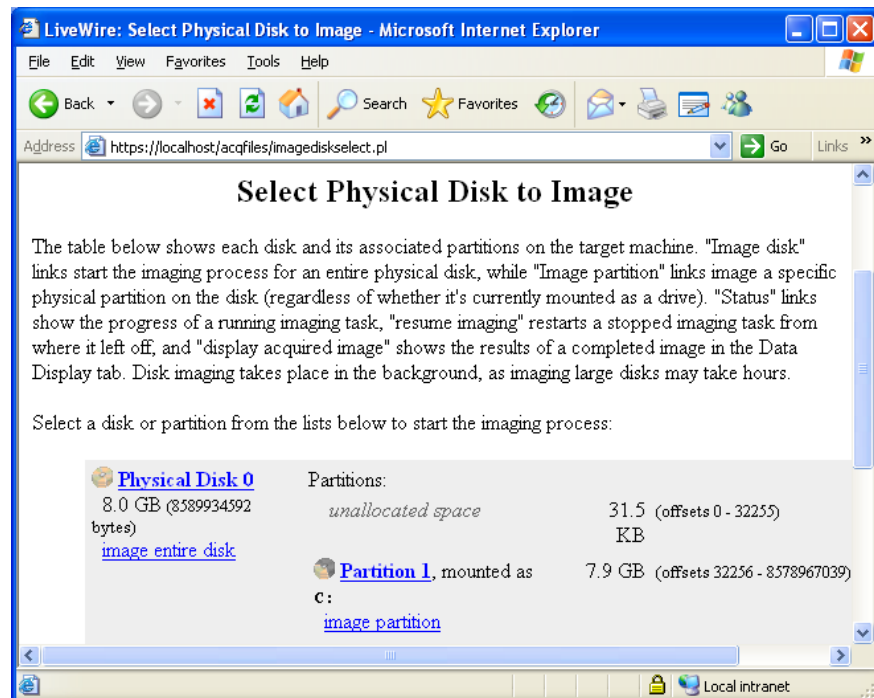 LiveWire: Select Physical Disk to Image - Microsoft Internet Explorer
File Edit View Favorites Tools Help
Back Search Favorites
Address https://localhost/acqfiles/imagediskselect.pl Go Links »
Select Physical Disk to Image
The table below shows each disk and its associated partitions on the target machine. "Image disk"
links start the imaging process for an entire physical disk, while "Image partition" links image a specific
physical partition on the disk (regardless of whether it's currently mounted as a drive). "Status" links
show the progress of a running imaging task, "resume imaging" restarts a stopped imaging task from
where it left off, and "display acquired image" shows the results of a completed image in the Data
Display tab. Disk imaging takes place in the background, as imaging large disks may take hours.
Select a disk or partition from the lists below to start the imaging process:
Physical Disk 0
8.0 GB (8589934592
bytes)
image entire disk
Partitions:
unallocated space 31.5 (offsets 0 - 32255)
KB
Partition 1, mounted as 7.9 GB (offsets 32256 - 8578967039)
C:
image partition
Local intranet